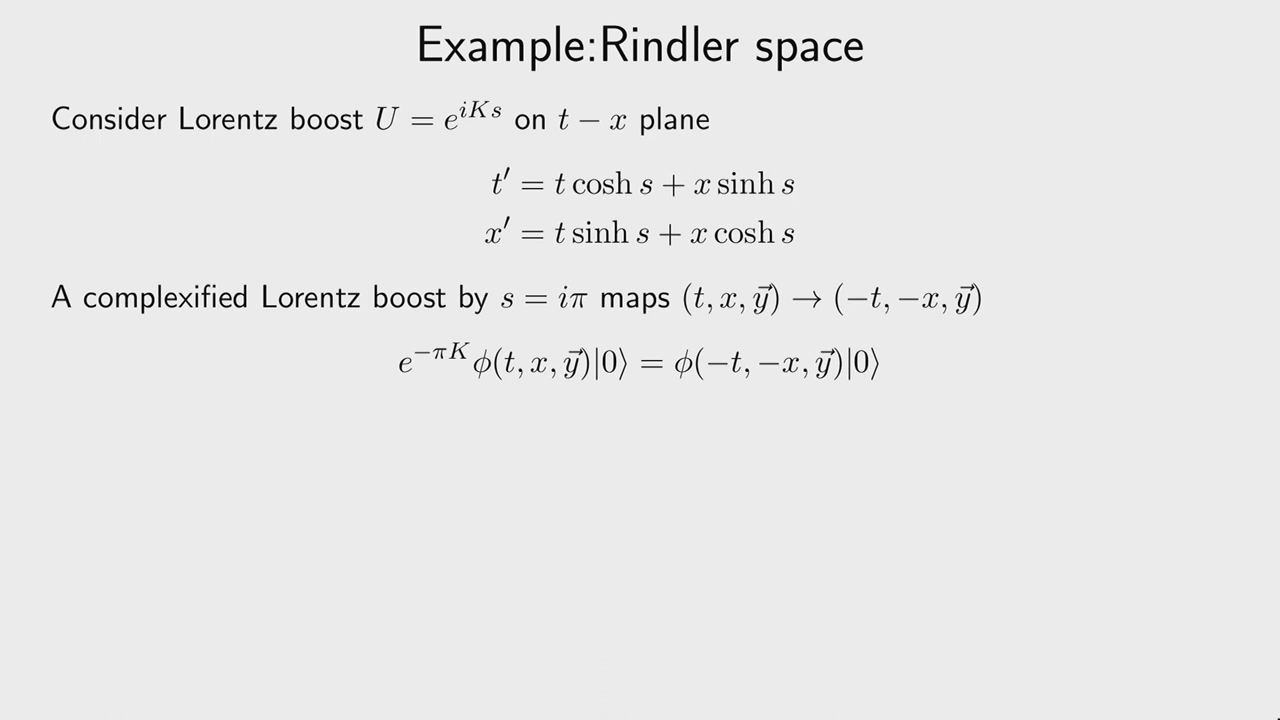 Example:Rindler space
Consider Lorentz boost $U = e^{iKs}$ on $t - x$ plane
$t' = t \cosh s + x \sinh s$
$x' = t \sinh s + x \cosh s$
A complexified Lorentz boost by $s = i\pi$ maps $(t, x, \vec{y}) \rightarrow (-t, -x, \vec{y})$
$e^{-\pi K} \phi(t, x, \vec{y})|0\rangle = \phi(-t, -x, \vec{y})|0\rangle$